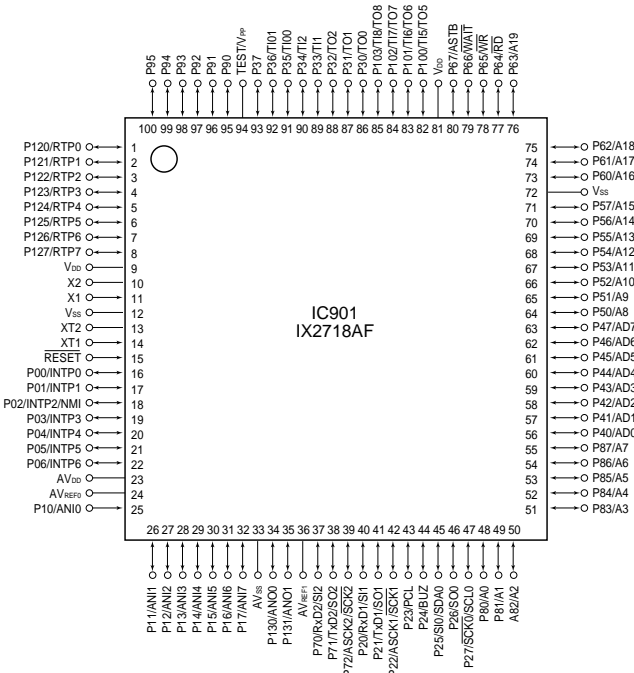 P95
P94
P93
P92
P91
P90
TEST/VPP
P37
P36/TI01
P35/TI00
P34/TI2
P33/TI1
P32/TO2
P31/TO1
P30/TO0
P103/TI8/TO8
P102/TI7/TO7
P101/TI6/TO6
P100/TI5/TO5
VDD
P67/ASTB
P66/WAIT
P65/WR
P64/RD
P63/A19
100 99 98 97 96 95 94 93 92 91 90 89 88 87 86 85 84 83 82 81 80 79 78 77 76
P120/RTP0 1
P121/RTP1 2
P122/RTP2 3
P123/RTP3 4
P124/RTP4 5
P125/RTP5 6
P126/RTP6 7
P127/RTP7 8
VDD 9
X2 10
X1 11
VSS 12
XT2 13
XT1 14
RESET 15
P00/INTP0 16
P01/INTP1 17
P02/INTP2/NMI 18
P03/INTP3 19
P04/INTP4 20
P05/INTP5 21
P06/INTP6 22
AVDD 23
AVREF0 24
P10/ANI0 25
IC901
IX2718AF
75 P62/A18
74 P61/A17
73 P60/A16
72 VSS
71 P57/A15
70 P56/A14
69 P55/A13
68 P54/A12
67 P53/A11
66 P52/A10
65 P51/A9
64 P50/A8
63 P47/AD7
62 P46/AD6
61 P45/AD5
60 P44/AD4
59 P43/AD3
58 P42/AD2
57 P41/AD1
56 P40/AD0
55 P87/A7
54 P86/A6
53 P85/A5
52 P84/A4
51 P83/A3
26 27 28 29 30 31 32 33 34 35 36 37 38 39 40 41 42 43 44 45 46 47 48 49 50
P11/ANI1
P12/ANI2
P13/ANI3
P14/ANI4
P15/ANI5
P16/ANI6
P17/ANI7
AVSS
P130/ANO0
P131/ANO1
AVREF1
P70/RxD2/SI2
P71/TxD2/SO2
P72/ASCK2/SCK2
P20/RxD1/SI1
P21/TxD1/SO1
P22/ASCK1/SCK1
P23/PCL
P24/BUZ
P25/SI0/SDA0
P26/SO0
P27/SCK0/SCL0
P80/A0
P81/A1
A82/A2